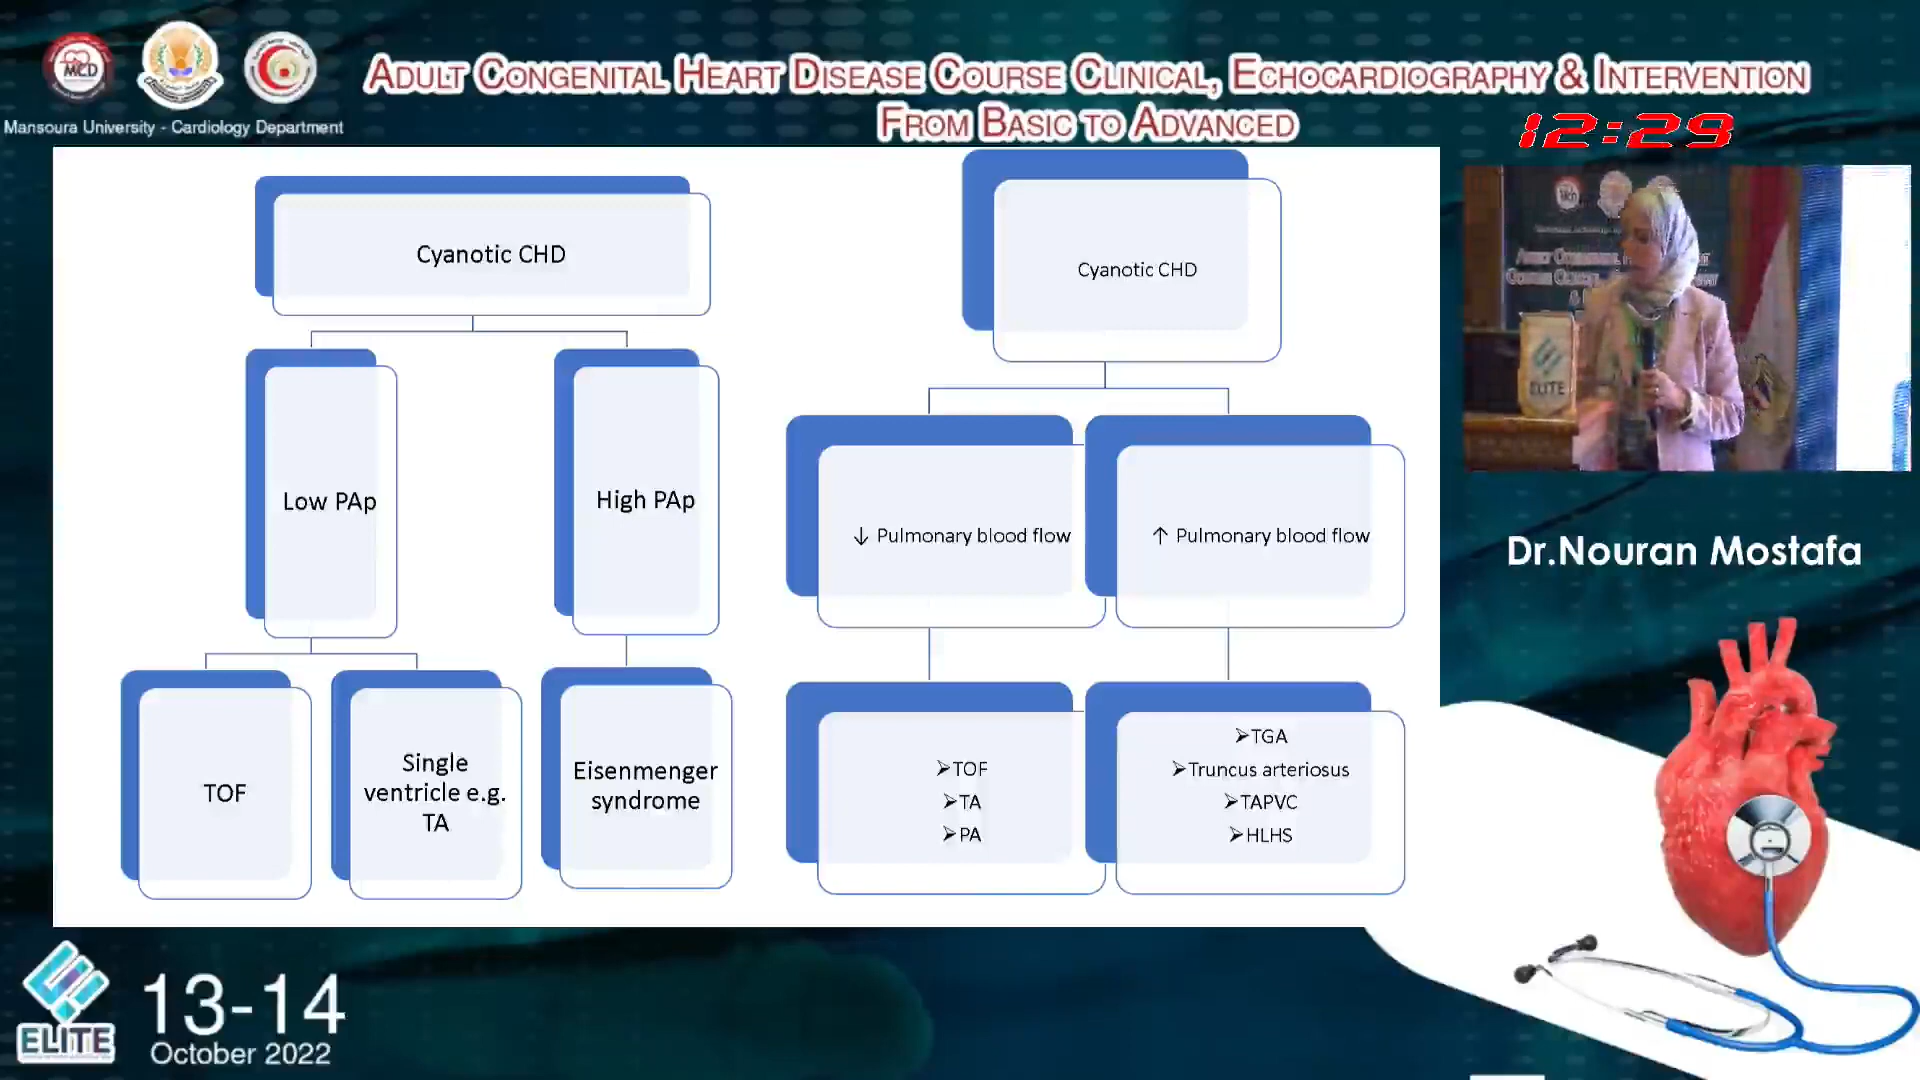 MCD
Mansoura University - Cardiology Department
ADULT CONGENITAL HEART DISEASE COURSE CLINICAL, ECHOCARDIOGRAPHY & INTERVENTION
FROM BASIC TO ADVANCED
12:29
Cyanotic CHD
Low PAp
High PAp
TOF
Single
ventricle e.g.
TA
Eisenmenger
syndrome
Cyanotic CHD
↓ Pulmonary blood flow
↑ Pulmonary blood flow
➢TOF
➢TA
➢PA
➢TGA
➢Truncus arteriosus
➢TAPVC
➢HLHS
ELITE
Dr.Nouran Mostafa
ELITE
13-14
October 2022